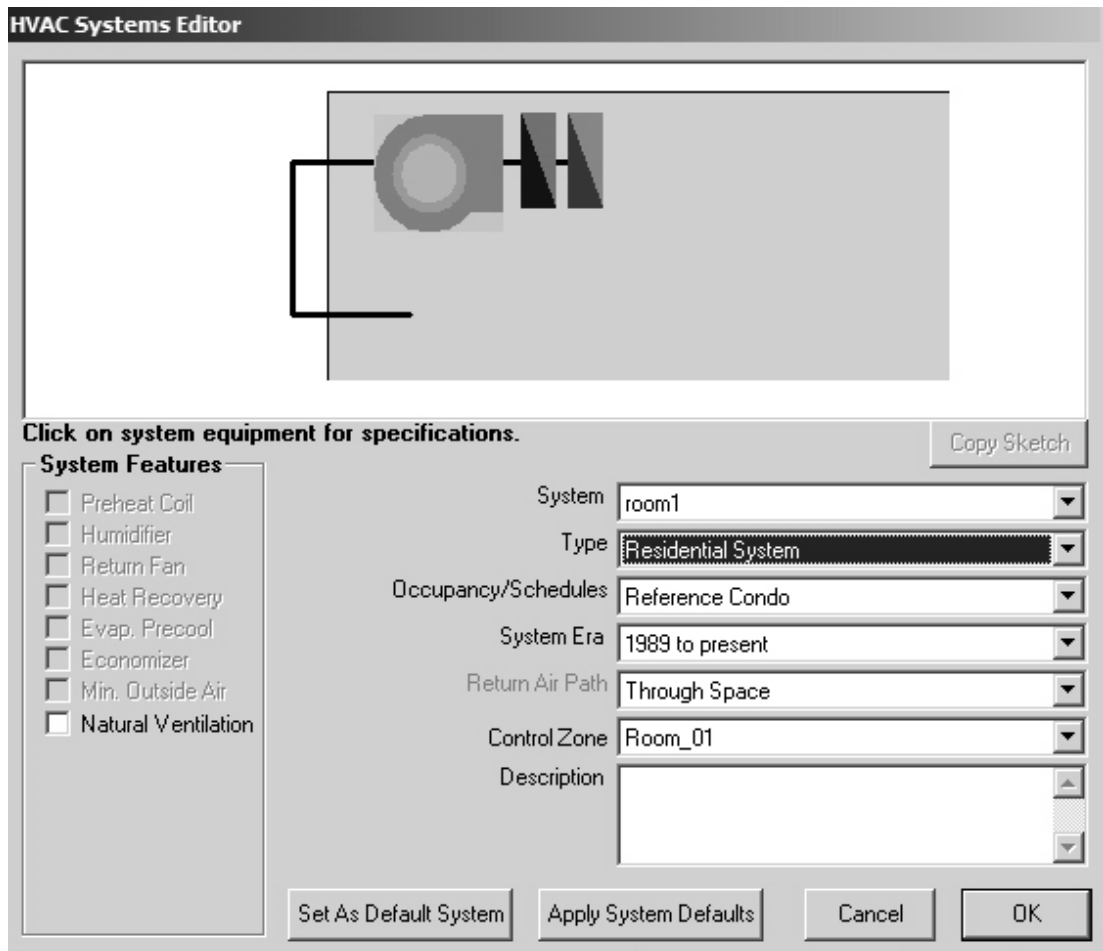 HVAC Systems Editor
Click on system equipment for specifications.
Copy Sketch
System Features
Preheat Coil
Humidifier
Return Fan
Heat Recovery
Evap. Precool
Economizer
Min. Outside Air
Natural Ventilation
System room1
Type Residential System
Occupancy/Schedules Reference Condo
System Era 1989 to present
Return Air Path Through Space
Control Zone Room_01
Description
Set As Default System Apply System Defaults Cancel OK